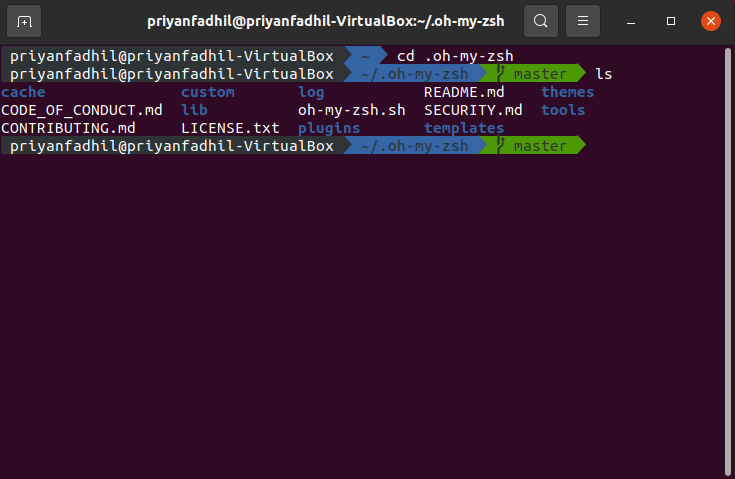 priyanfadhil@priyanfadhil-VirtualBox:~/.oh-my-zsh
priyanfadhil@priyanfadhil-VirtualBox ~ cd .oh-my-zsh
priyanfadhil@priyanfadhil-VirtualBox ~/.oh-my-zsh master ls
cache custom log README.md themes
CODE_OF_CONDUCT.md lib oh-my-zsh.sh SECURITY.md tools
CONTRIBUTING.md LICENSE.txt plugins templates
priyanfadhil@priyanfadhil-VirtualBox ~/.oh-my-zsh master